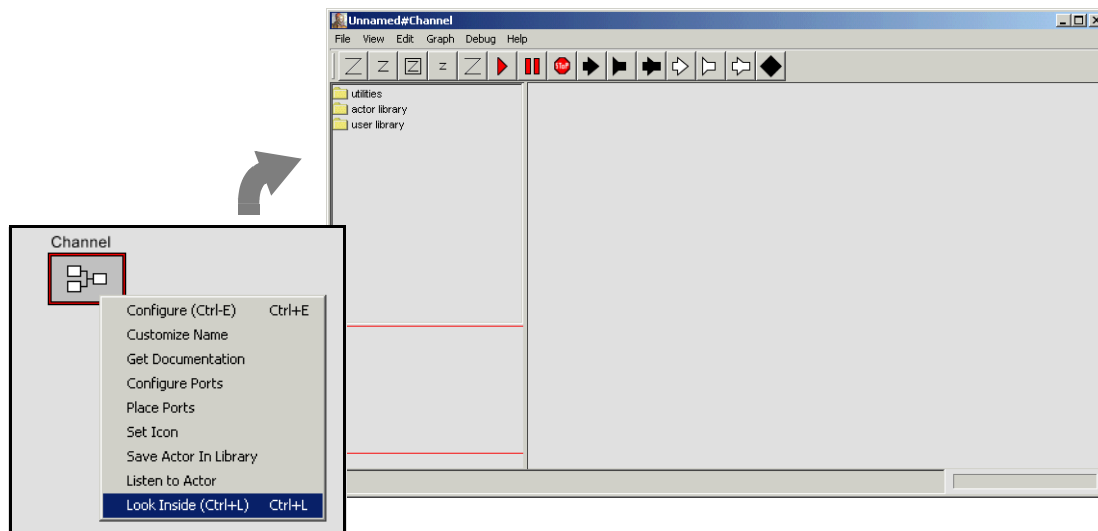 Unnamed#Channel
File View Edit Graph Debug Help
STOP
utilities
actor library
user library
Channel
Configure (Ctrl-E) Ctrl+E
Customize Name
Get Documentation
Configure Ports
Place Ports
Set Icon
Save Actor In Library
Listen to Actor
Look Inside (Ctrl+L) Ctrl+L